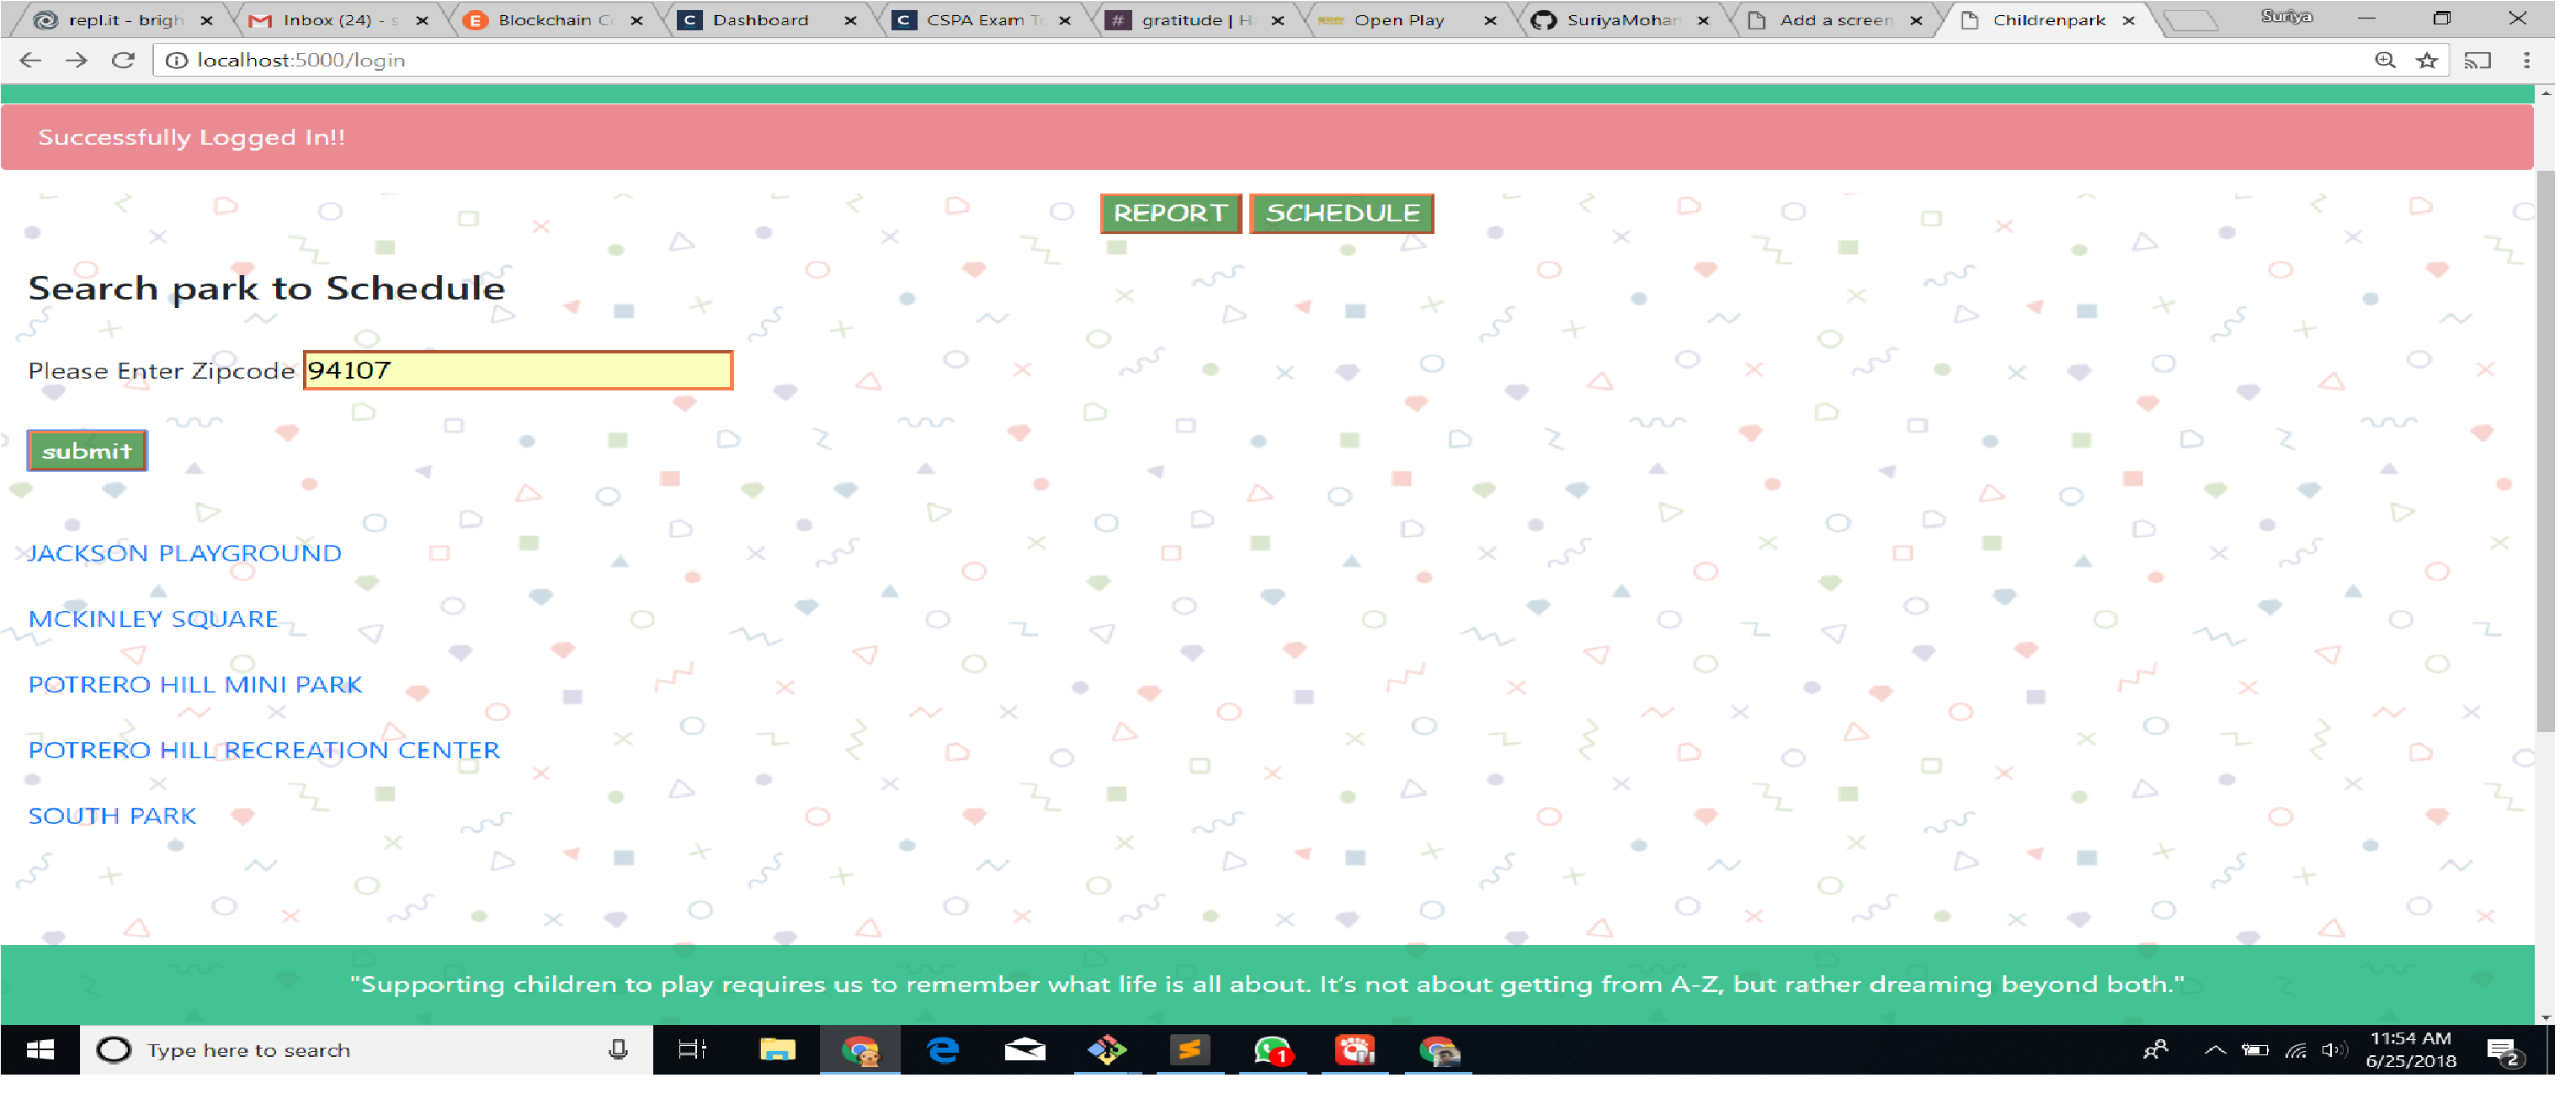 repl.it - brigh
Inbox (24) - s
Blockchain C
Dashboard
CSPA Exam T
gratitude | H
Open Play
SuriyaMohan
Add a screen
Childrenpark
Suriya
localhost:5000/login
Successfully Logged In!!
REPORT SCHEDULE
Search park to Schedule
Please Enter Zipcode 94107
submit
JACKSON PLAYGROUND
MCKINLEY SQUARE
POTRERO HILL MINI PARK
POTRERO HILL RECREATION CENTER
SOUTH PARK
"Supporting children to play requires us to remember what life is all about. It's not about getting from A-Z, but rather dreaming beyond both."
Type here to search
1
11:54 AM
6/25/2018
2